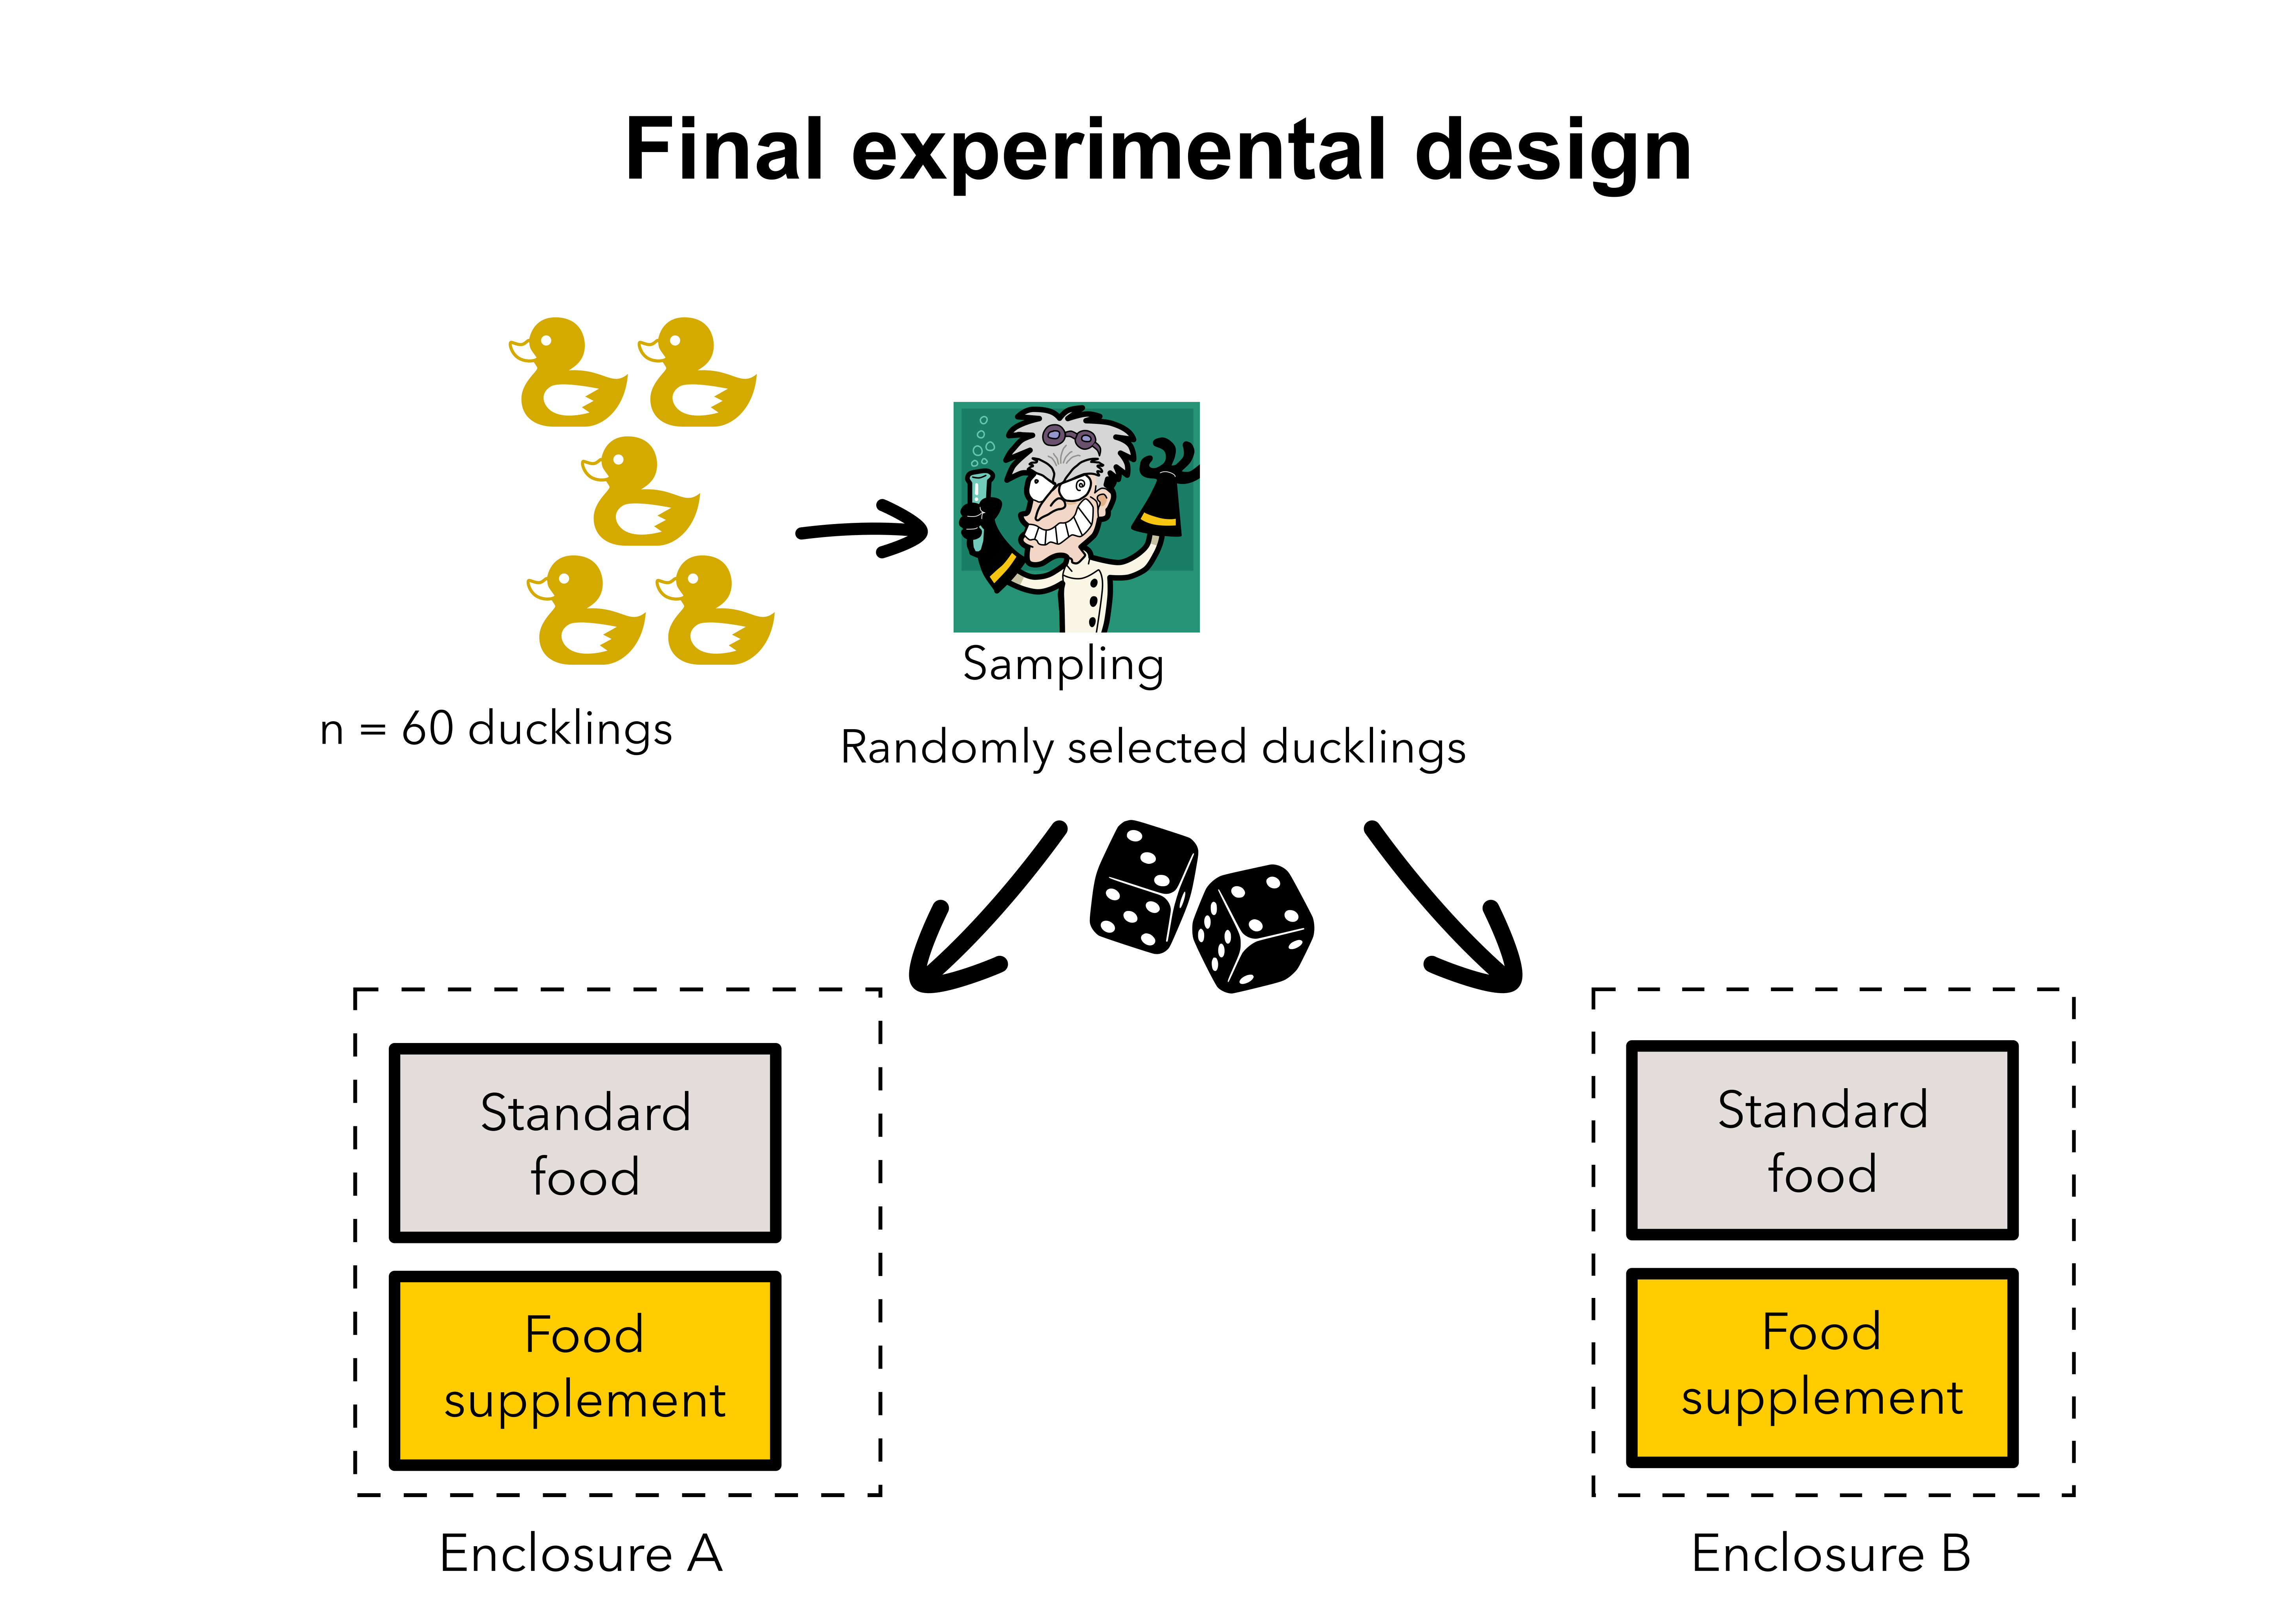 Final experimental design
n = 60 ducklings
Sampling
Randomly selected ducklings
Standard
food
Food
supplement
Enclosure A
Standard
food
Food
supplement
Enclosure B